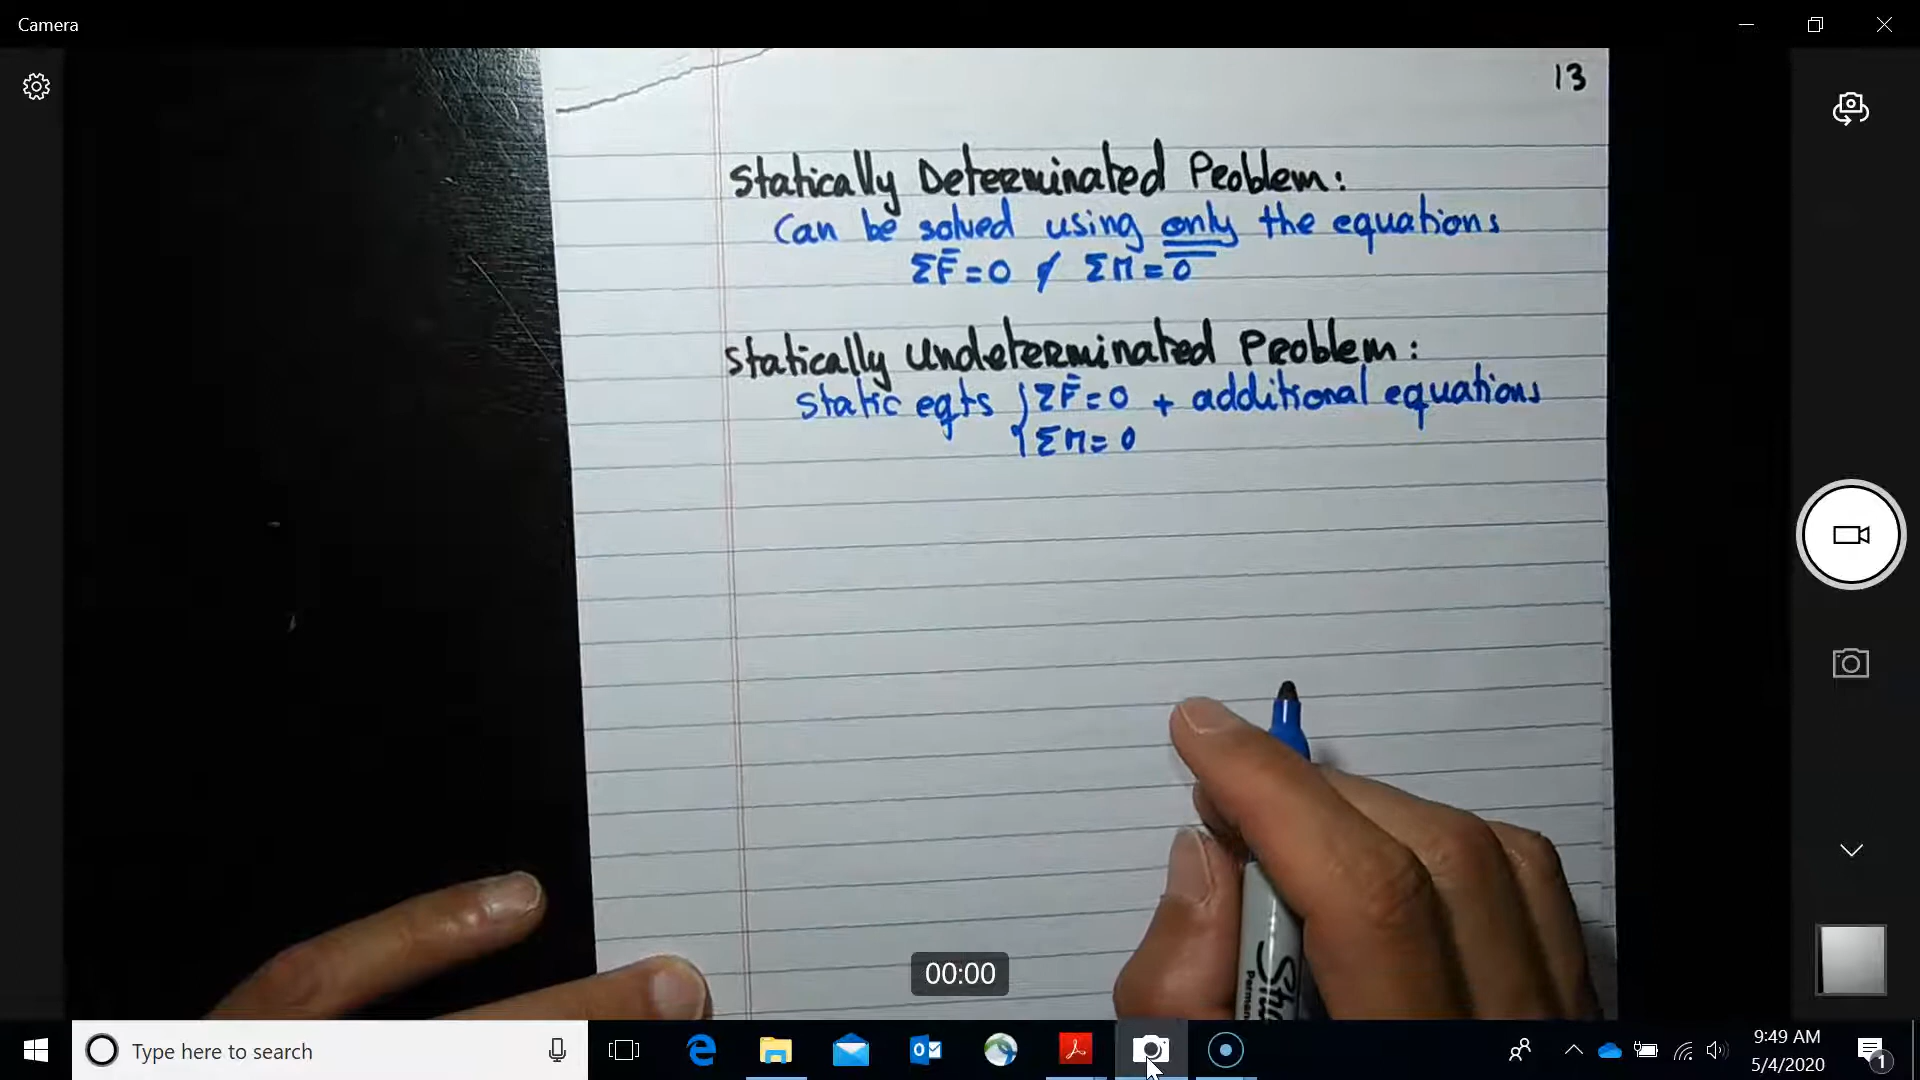 Camera
13
Statically Determinated Problem:
Can be solved using only the equations
ΣF̄=0 & ΣM=0
Statically Undeterminated Problem:
Static eqts { ΣF̄=0 + additional equations
ΣM=0
00:00
Type here to search
9:49 AM
5/4/2020
1